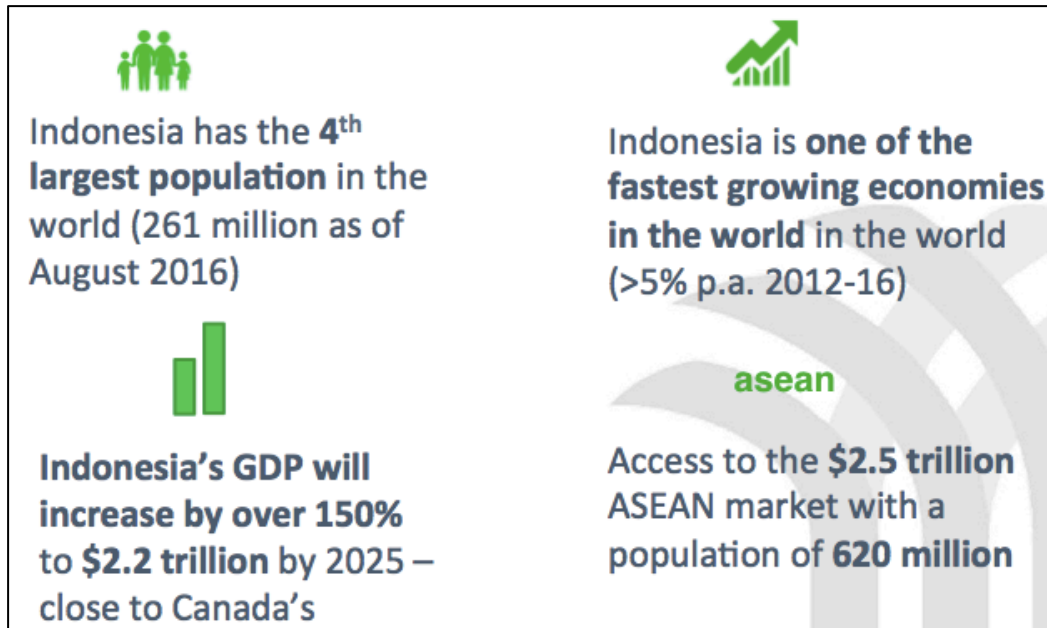 Indonesia has the 4th
largest population in the
world (261 million as of
August 2016)
Indonesia is one of the
fastest growing economies
in the world in the world
(>5% p.a. 2012-16)
Indonesia's GDP will
increase by over 150%
to $2.2 trillion by 2025 –
close to Canada's
asean
Access to the $2.5 trillion
ASEAN market with a
population of 620 million